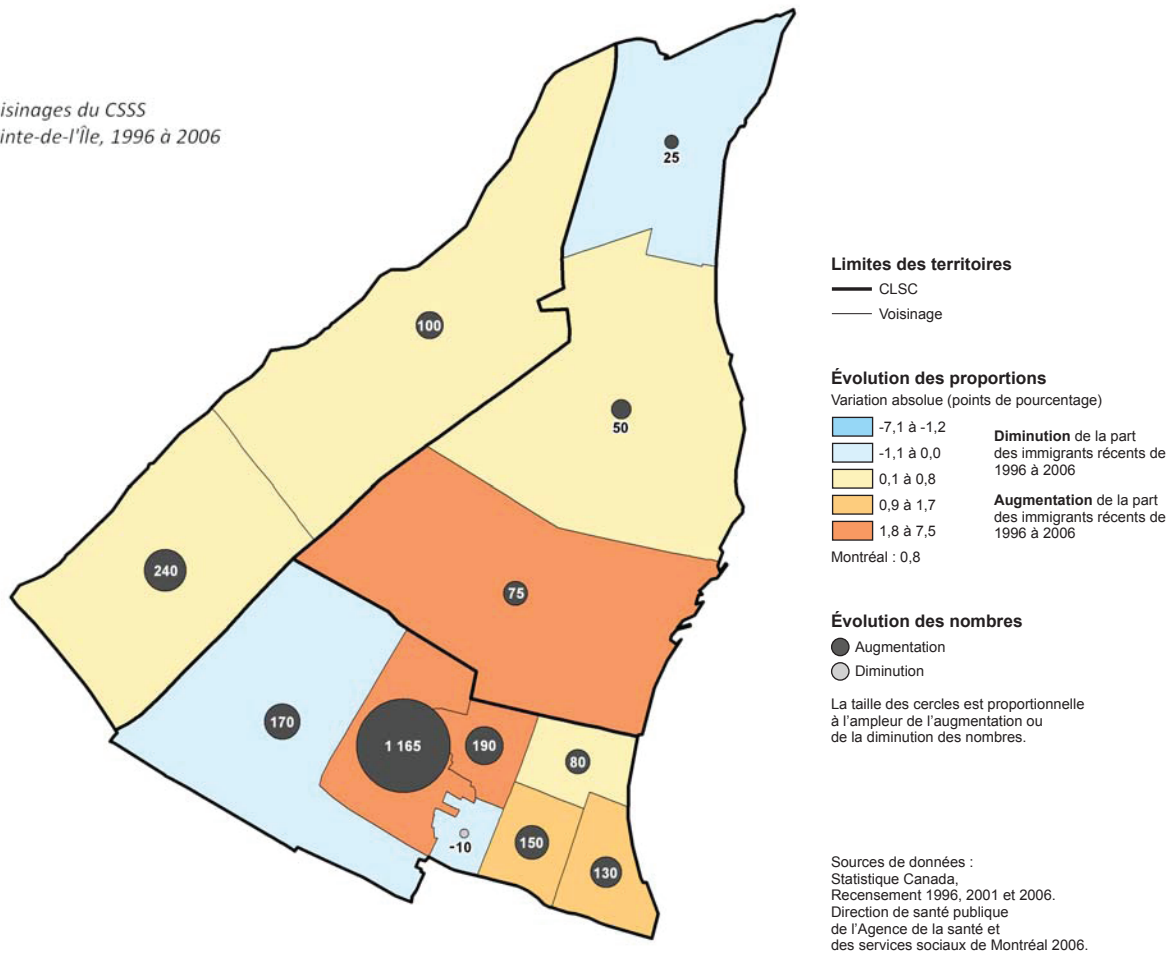 isinages du CSSS
inte-de-l'Île, 1996 à 2006
25
100
50
240
75
170
1 165
190
80
-10
150
130
Limites des territoires
CLSC
Voisinage
Évolution des proportions
Variation absolue (points de pourcentage)
-7,1 à -1,2
-1,1 à 0,0
0,1 à 0,8
0,9 à 1,7
1,8 à 7,5
Diminution de la part
des immigrants récents de
1996 à 2006
Augmentation de la part
des immigrants récents de
1996 à 2006
Montréal : 0,8
Évolution des nombres
Augmentation
Diminution
La taille des cercles est proportionnelle
à l'ampleur de l'augmentation ou
de la diminution des nombres.
Sources de données :
Statistique Canada,
Recensement 1996, 2001 et 2006.
Direction de santé publique
de l'Agence de la santé et
des services sociaux de Montréal 2006.